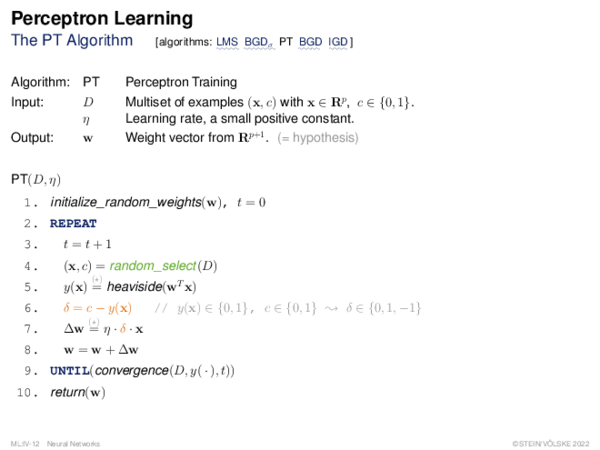 Perceptron Learning
The PT Algorithm [algorithms: LMS BGDσ PT BGD IGD]
Algorithm: PT Perceptron Training
Input: D Multiset of examples (x, c) with x ∈ R^p, c ∈ {0, 1}.
η Learning rate, a small positive constant.
Output: w Weight vector from R^{p+1}. (= hypothesis)
PT(D, η)
1. initialize_random_weights(w), t = 0
2. REPEAT
3. t = t + 1
4. (x, c) = random_select(D)
5. y(x) (*)= heaviside(w^T x)
6. δ = c − y(x) // y(x) ∈ {0, 1}, c ∈ {0, 1} ⇝ δ ∈ {0, 1, −1}
7. Δw (*)= η · δ · x
8. w = w + Δw
9. UNTIL(convergence(D, y( · ), t))
10. return(w)
ML:IV-12 Neural Networks ©STEIN/VÖLSKE 2022